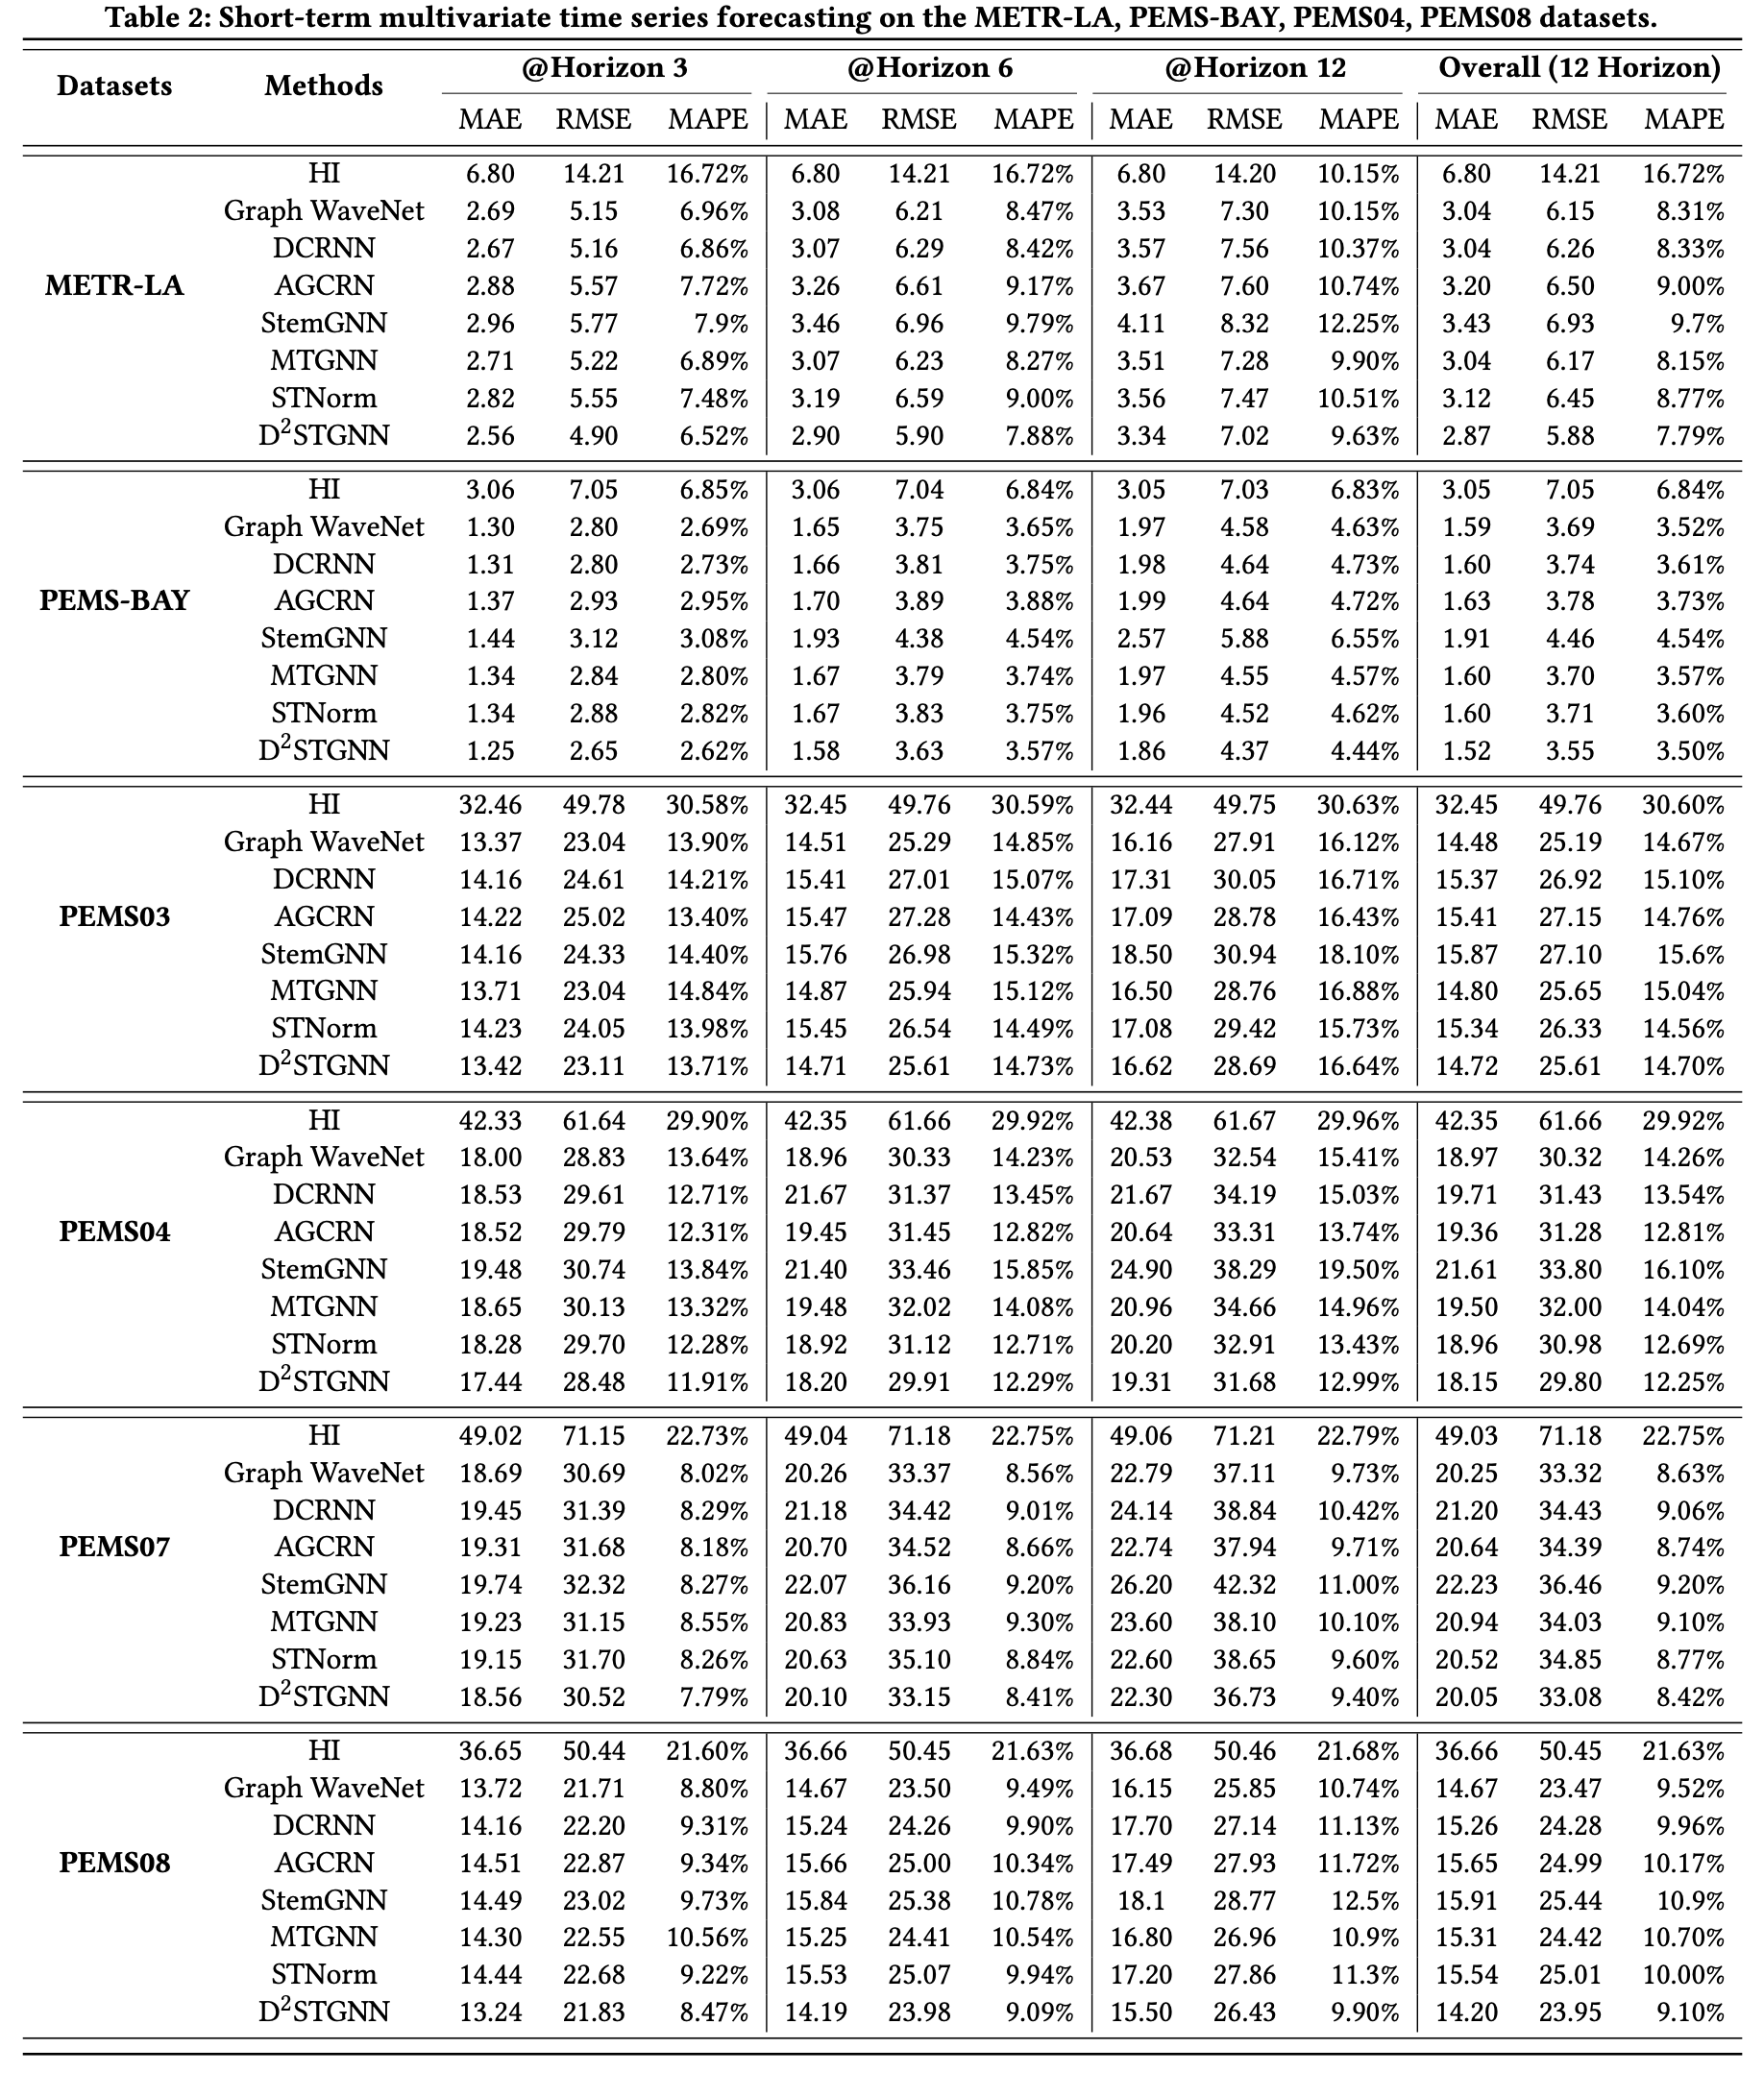 Table 2: Short-term multivariate time series forecasting on the METR-LA, PEMS-BAY, PEMS04, PEMS08 datasets.
Datasets Methods @Horizon 3 @Horizon 6 @Horizon 12 Overall (12 Horizon)
MAE RMSE MAPE MAE RMSE MAPE MAE RMSE MAPE MAE RMSE MAPE
METR-LA
HI 6.80 14.21 16.72% 6.80 14.21 16.72% 6.80 14.20 10.15% 6.80 14.21 16.72%
Graph WaveNet 2.69 5.15 6.96% 3.08 6.21 8.47% 3.53 7.30 10.15% 3.04 6.15 8.31%
DCRNN 2.67 5.16 6.86% 3.07 6.29 8.42% 3.57 7.56 10.37% 3.04 6.26 8.33%
AGCRN 2.88 5.57 7.72% 3.26 6.61 9.17% 3.67 7.60 10.74% 3.20 6.50 9.00%
StemGNN 2.96 5.77 7.9% 3.46 6.96 9.79% 4.11 8.32 12.25% 3.43 6.93 9.7%
MTGNN 2.71 5.22 6.89% 3.07 6.23 8.27% 3.51 7.28 9.90% 3.04 6.17 8.15%
STNorm 2.82 5.55 7.48% 3.19 6.59 9.00% 3.56 7.47 10.51% 3.12 6.45 8.77%
D²STGNN 2.56 4.90 6.52% 2.90 5.90 7.88% 3.34 7.02 9.63% 2.87 5.88 7.79%
PEMS-BAY
HI 3.06 7.05 6.85% 3.06 7.04 6.84% 3.05 7.03 6.83% 3.05 7.05 6.84%
Graph WaveNet 1.30 2.80 2.69% 1.65 3.75 3.65% 1.97 4.58 4.63% 1.59 3.69 3.52%
DCRNN 1.31 2.80 2.73% 1.66 3.81 3.75% 1.98 4.64 4.73% 1.60 3.74 3.61%
AGCRN 1.37 2.93 2.95% 1.70 3.89 3.88% 1.99 4.64 4.72% 1.63 3.78 3.73%
StemGNN 1.44 3.12 3.08% 1.93 4.38 4.54% 2.57 5.88 6.55% 1.91 4.46 4.54%
MTGNN 1.34 2.84 2.80% 1.67 3.79 3.74% 1.97 4.55 4.57% 1.60 3.70 3.57%
STNorm 1.34 2.88 2.82% 1.67 3.83 3.75% 1.96 4.52 4.62% 1.60 3.71 3.60%
D²STGNN 1.25 2.65 2.62% 1.58 3.63 3.57% 1.86 4.37 4.44% 1.52 3.55 3.50%
PEMS03
HI 32.46 49.78 30.58% 32.45 49.76 30.59% 32.44 49.75 30.63% 32.45 49.76 30.60%
Graph WaveNet 13.37 23.04 13.90% 14.51 25.29 14.85% 16.16 27.91 16.12% 14.48 25.19 14.67%
DCRNN 14.16 24.61 14.21% 15.41 27.01 15.07% 17.31 30.05 16.71% 15.37 26.92 15.10%
AGCRN 14.22 25.02 13.40% 15.47 27.28 14.43% 17.09 28.78 16.43% 15.41 27.15 14.76%
StemGNN 14.16 24.33 14.40% 15.76 26.98 15.32% 18.50 30.94 18.10% 15.87 27.10 15.6%
MTGNN 13.71 23.04 14.84% 14.87 25.94 15.12% 16.50 28.76 16.88% 14.80 25.65 15.04%
STNorm 14.23 24.05 13.98% 15.45 26.54 14.49% 17.08 29.42 15.73% 15.34 26.33 14.56%
D²STGNN 13.42 23.11 13.71% 14.71 25.61 14.73% 16.62 28.69 16.64% 14.72 25.61 14.70%
PEMS04
HI 42.33 61.64 29.90% 42.35 61.66 29.92% 42.38 61.67 29.96% 42.35 61.66 29.92%
Graph WaveNet 18.00 28.83 13.64% 18.96 30.33 14.23% 20.53 32.54 15.41% 18.97 30.32 14.26%
DCRNN 18.53 29.61 12.71% 21.67 31.37 13.45% 21.67 34.19 15.03% 19.71 31.43 13.54%
AGCRN 18.52 29.79 12.31% 19.45 31.45 12.82% 20.64 33.31 13.74% 19.36 31.28 12.81%
StemGNN 19.48 30.74 13.84% 21.40 33.46 15.85% 24.90 38.29 19.50% 21.61 33.80 16.10%
MTGNN 18.65 30.13 13.32% 19.48 32.02 14.08% 20.96 34.66 14.96% 19.50 32.00 14.04%
STNorm 18.28 29.70 12.28% 18.92 31.12 12.71% 20.20 32.91 13.43% 18.96 30.98 12.69%
D²STGNN 17.44 28.48 11.91% 18.20 29.91 12.29% 19.31 31.68 12.99% 18.15 29.80 12.25%
PEMS07
HI 49.02 71.15 22.73% 49.04 71.18 22.75% 49.06 71.21 22.79% 49.03 71.18 22.75%
Graph WaveNet 18.69 30.69 8.02% 20.26 33.37 8.56% 22.79 37.11 9.73% 20.25 33.32 8.63%
DCRNN 19.45 31.39 8.29% 21.18 34.42 9.01% 24.14 38.84 10.42% 21.20 34.43 9.06%
AGCRN 19.31 31.68 8.18% 20.70 34.52 8.66% 22.74 37.94 9.71% 20.64 34.39 8.74%
StemGNN 19.74 32.32 8.27% 22.07 36.16 9.20% 26.20 42.32 11.00% 22.23 36.46 9.20%
MTGNN 19.23 31.15 8.55% 20.83 33.93 9.30% 23.60 38.10 10.10% 20.94 34.03 9.10%
STNorm 19.15 31.70 8.26% 20.63 35.10 8.84% 22.60 38.65 9.60% 20.52 34.85 8.77%
D²STGNN 18.56 30.52 7.79% 20.10 33.15 8.41% 22.30 36.73 9.40% 20.05 33.08 8.42%
PEMS08
HI 36.65 50.44 21.60% 36.66 50.45 21.63% 36.68 50.46 21.68% 36.66 50.45 21.63%
Graph WaveNet 13.72 21.71 8.80% 14.67 23.50 9.49% 16.15 25.85 10.74% 14.67 23.47 9.52%
DCRNN 14.16 22.20 9.31% 15.24 24.26 9.90% 17.70 27.14 11.13% 15.26 24.28 9.96%
AGCRN 14.51 22.87 9.34% 15.66 25.00 10.34% 17.49 27.93 11.72% 15.65 24.99 10.17%
StemGNN 14.49 23.02 9.73% 15.84 25.38 10.78% 18.1 28.77 12.5% 15.91 25.44 10.9%
MTGNN 14.30 22.55 10.56% 15.25 24.41 10.54% 16.80 26.96 10.9% 15.31 24.42 10.70%
STNorm 14.44 22.68 9.22% 15.53 25.07 9.94% 17.20 27.86 11.3% 15.54 25.01 10.00%
D²STGNN 13.24 21.83 8.47% 14.19 23.98 9.09% 15.50 26.43 9.90% 14.20 23.95 9.10%